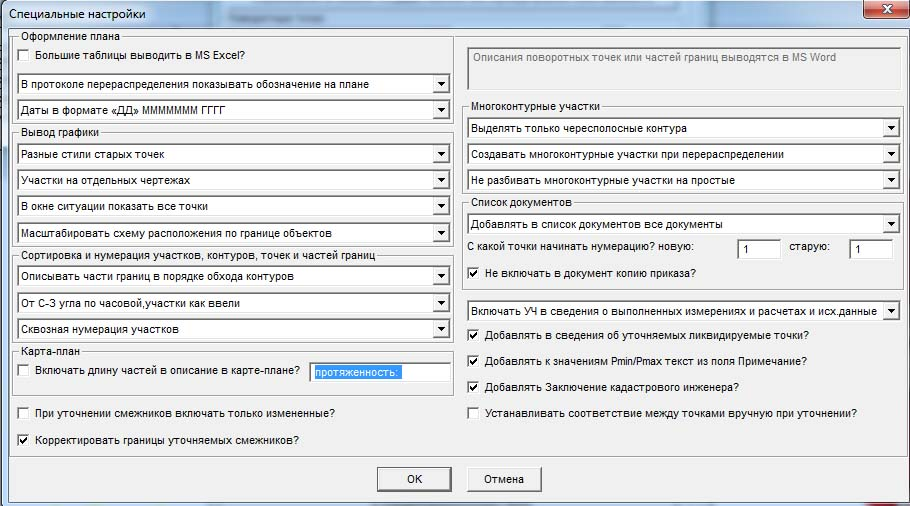 Специальные настройки
Оформление плана
Большие таблицы выводить в MS Excel?
В протоколе перераспределения показывать обозначение на плане
Даты в формате «ДД» МММММММ ГГГГ
Вывод графики
Разные стили старых точек
Участки на отдельных чертежах
В окне ситуации показать все точки
Масштабировать схему расположения по границе объектов
Сортировка и нумерация участков, контуров, точек и частей границ
Описывать части границ в порядке обхода контуров
От С-З угла по часовой,участки как ввели
Сквозная нумерация участков
Карта-план
Включать длину частей в описание в карте-плане? протяженность:
При уточнении смежников включать только измененные?
Корректировать границы уточняемых смежников?
Описания поворотных точек или частей границ выводятся в MS Word
Многоконтурные участки
Выделять только чересполосные контура
Создавать многоконтурные участки при перераспределении
Не разбивать многоконтурные участки на простые
Список документов
Добавлять в список документов все документы
С какой точки начинать нумерацию? новую: 1 старую: 1
Не включать в документ копию приказа?
Включать УЧ в сведения о выполненных измерениях и расчетах и исх.данные
Добавлять в сведения об уточняемых ликвидируемые точки?
Добавлять к значениям Pmin/Pmax текст из поля Примечание?
Добавлять Заключение кадастрового инженера?
Устанавливать соответствие между точками вручную при уточнении?
OK
Отмена